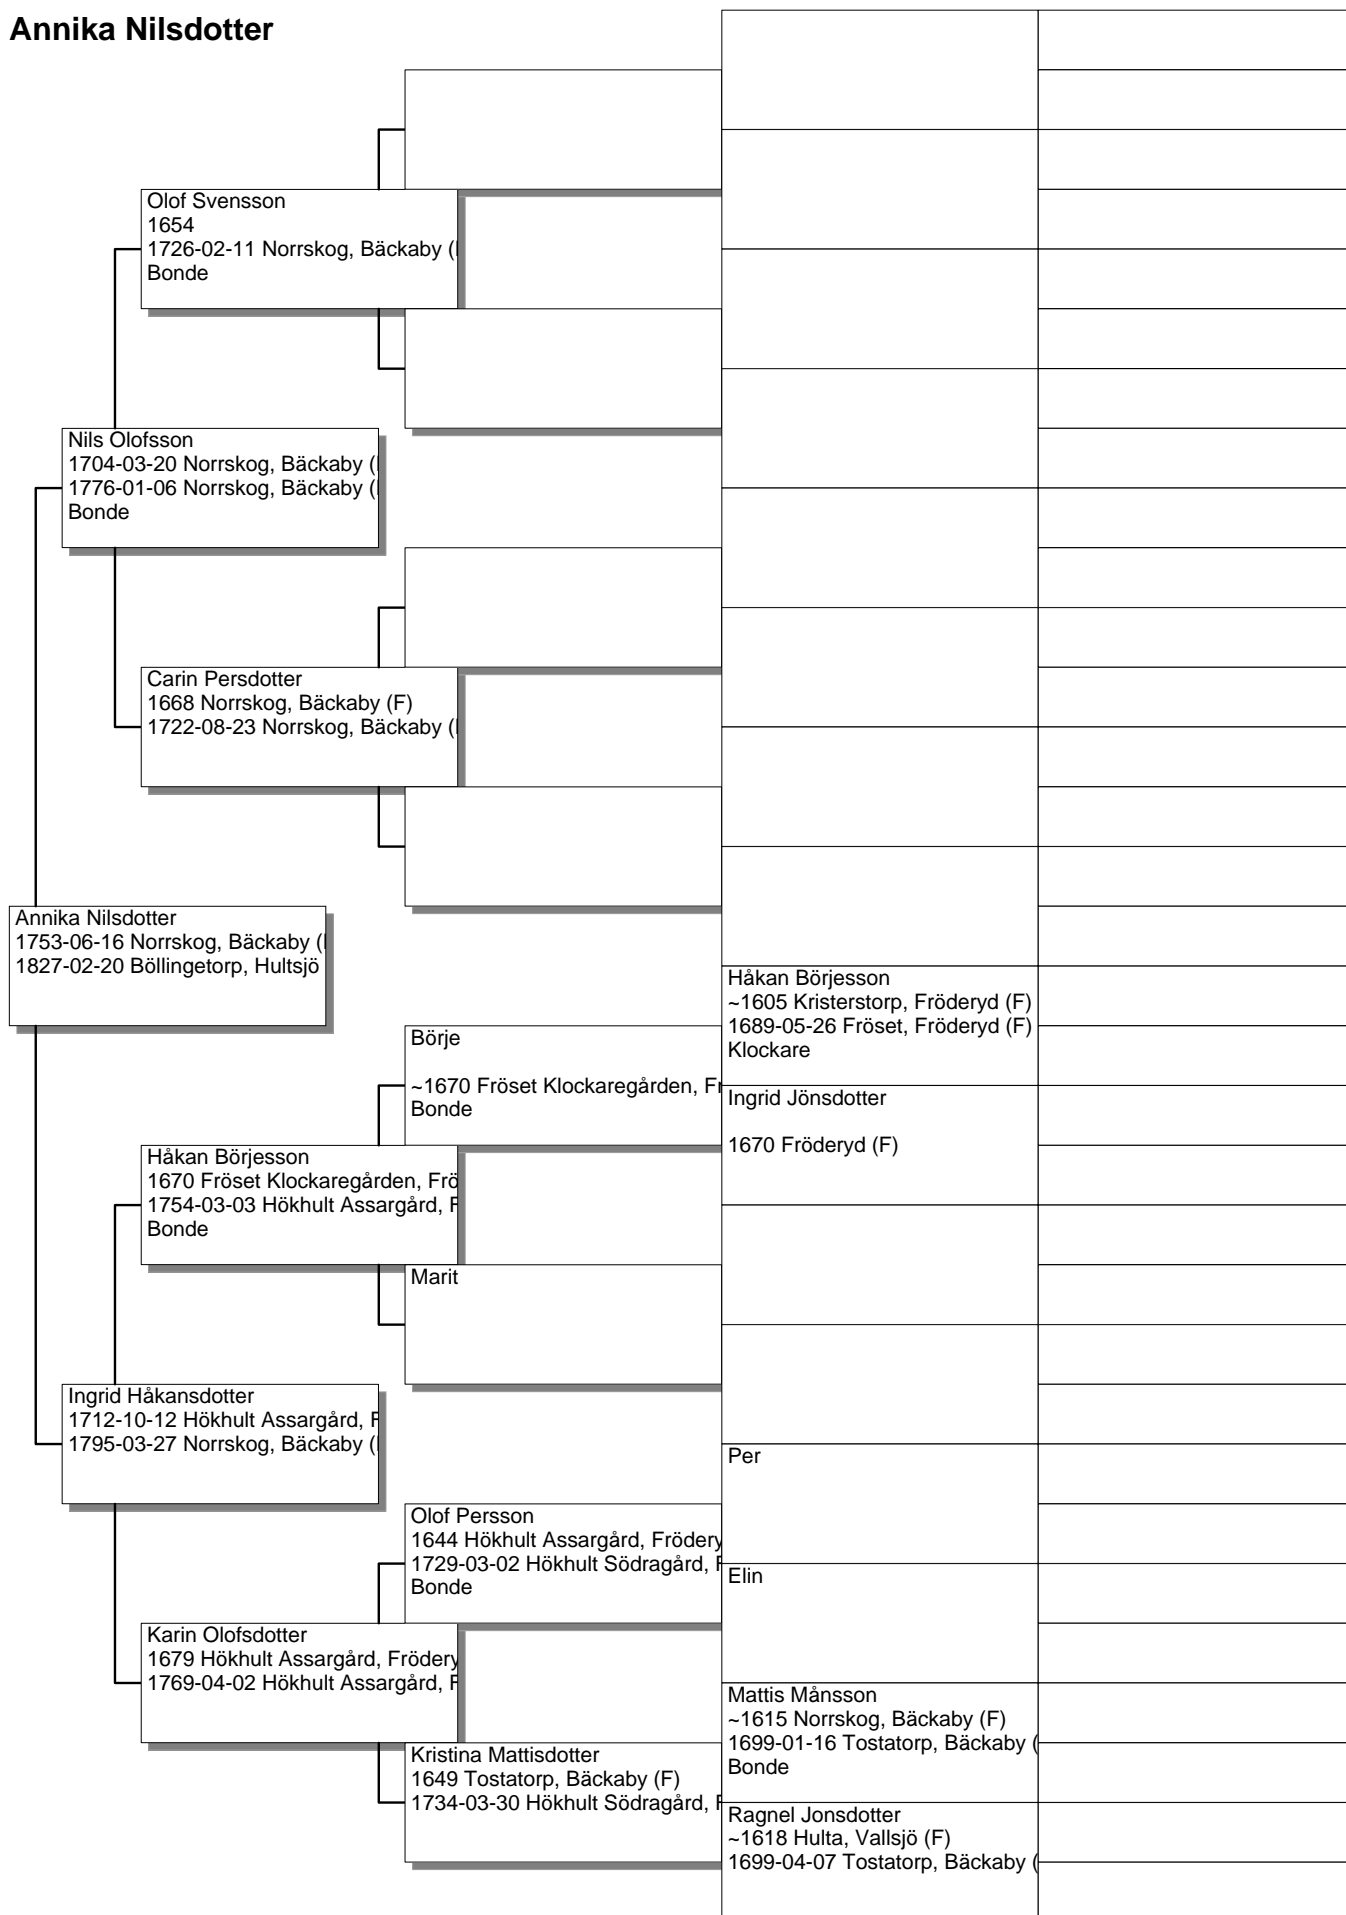 Annika Nilsdotter
Olof Svensson
1654
1726-02-11 Norrskog, Bäckaby (
Bonde
Nils Olofsson
1704-03-20 Norrskog, Bäckaby (
1776-01-06 Norrskog, Bäckaby (
Bonde
Carin Persdotter
1668 Norrskog, Bäckaby (F)
1722-08-23 Norrskog, Bäckaby (
Annika Nilsdotter
1753-06-16 Norrskog, Bäckaby (
1827-02-20 Böllingetorp, Hultsjö
Håkan Börjesson
~1605 Kristerstorp, Fröderyd (F)
1689-05-26 Fröset, Fröderyd (F)
Klockare
Börje
~1670 Fröset Klockaregården, Fr
Bonde
Ingrid Jönsdotter
1670 Fröderyd (F)
Håkan Börjesson
1670 Fröset Klockaregården, Frö
1754-03-03 Hökhult Assargård, F
Bonde
Marit
Ingrid Håkansdotter
1712-10-12 Hökhult Assargård, F
1795-03-27 Norrskog, Bäckaby (
Per
Olof Persson
1644 Hökhult Assargård, Frödery
1729-03-02 Hökhult Södragård, F
Bonde
Elin
Karin Olofsdotter
1679 Hökhult Assargård, Frödery
1769-04-02 Hökhult Assargård, F
Mattis Månsson
~1615 Norrskog, Bäckaby (F)
1699-01-16 Tostatorp, Bäckaby (
Bonde
Kristina Mattisdotter
1649 Tostatorp, Bäckaby (F)
1734-03-30 Hökhult Södragård, F
Ragnel Jonsdotter
~1618 Hulta, Vallsjö (F)
1699-04-07 Tostatorp, Bäckaby (